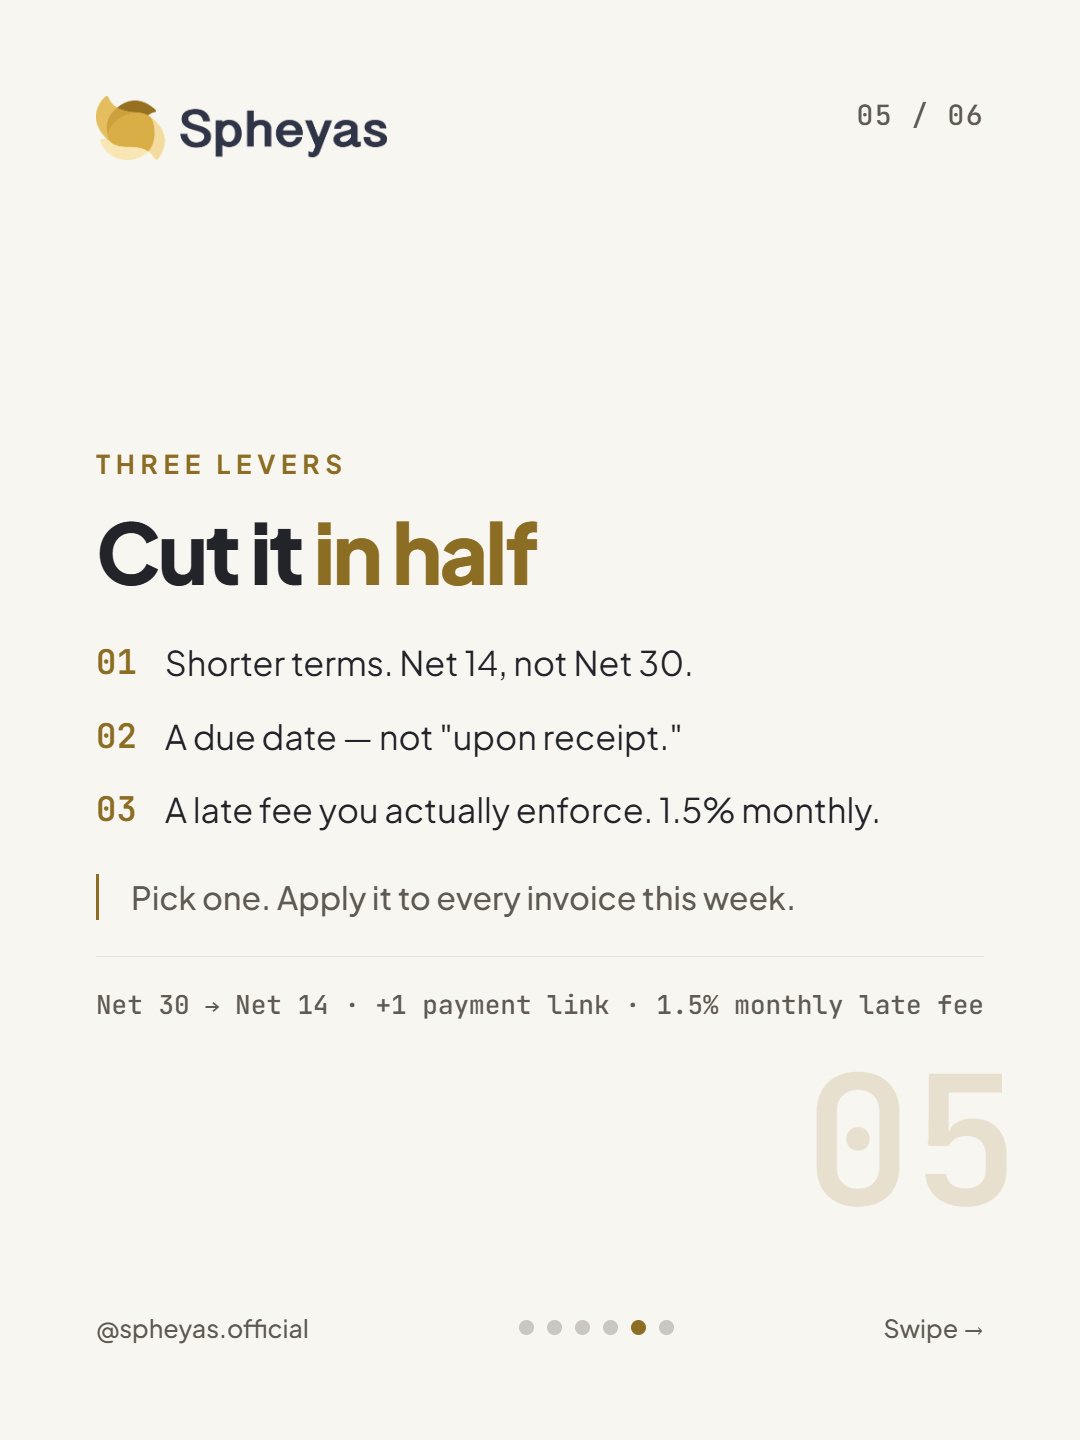 Spheyas
05 / 06
THREE LEVERS
Cut it in half
01 Shorter terms. Net 14, not Net 30.
02 A due date — not "upon receipt."
03 A late fee you actually enforce. 1.5% monthly.
Pick one. Apply it to every invoice this week.
Net 30 → Net 14 · +1 payment link · 1.5% monthly late fee
05
@spheyas.official
Swipe →